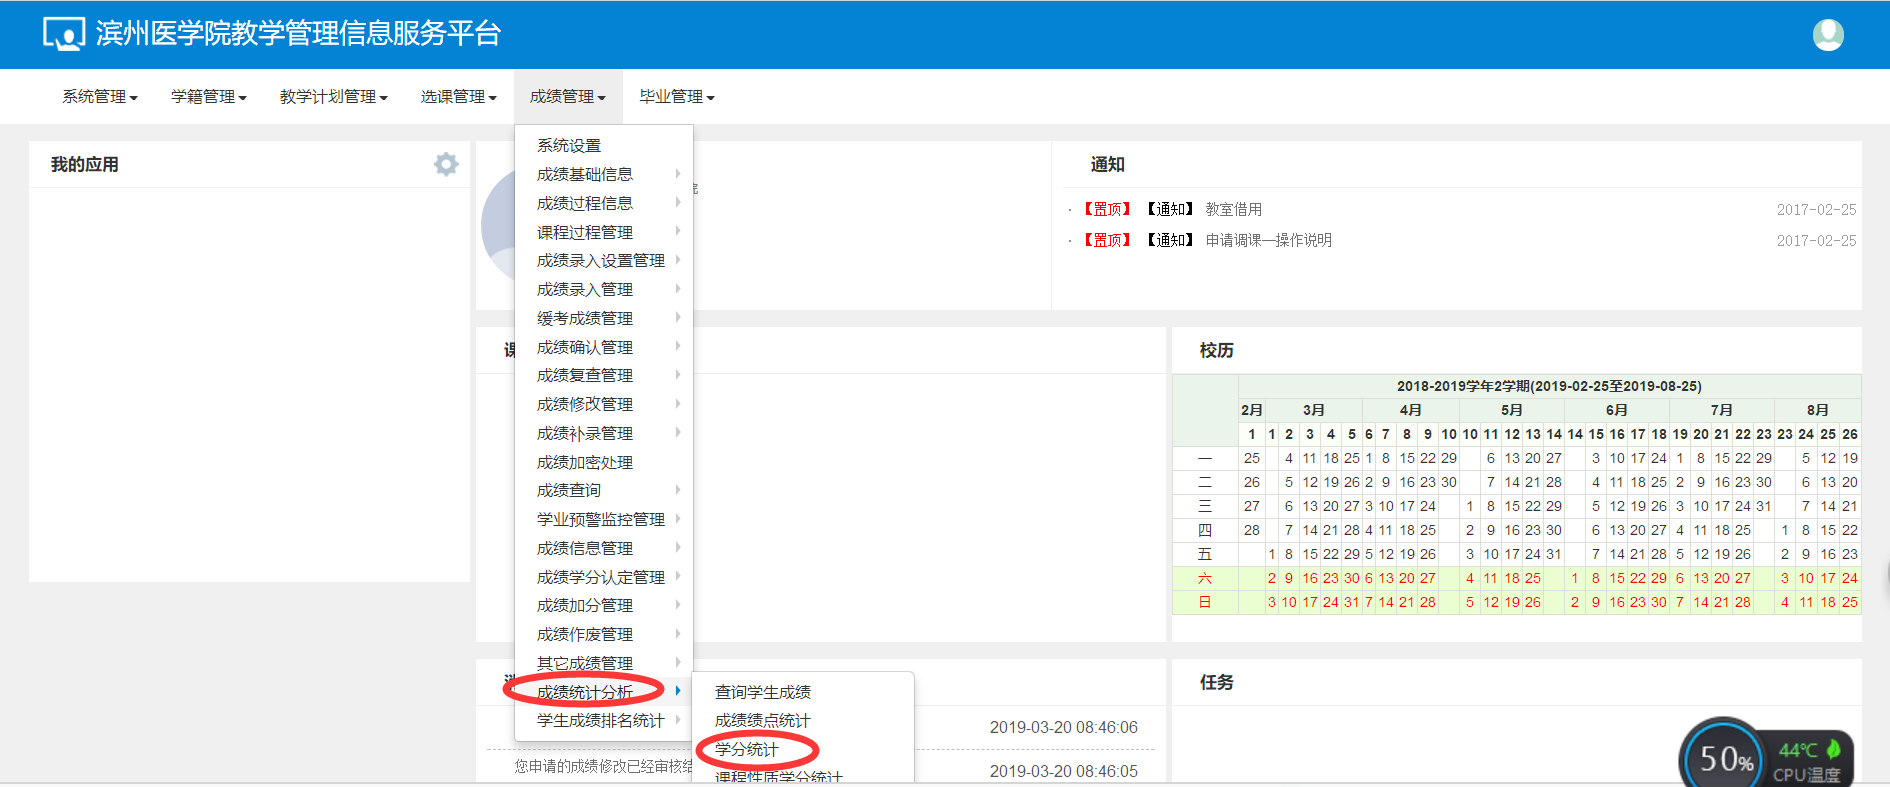 滨州医学院教学管理信息服务平台
系统管理 学籍管理 教学计划管理 选课管理 成绩管理 毕业管理
我的应用
系统设置
成绩基础信息
成绩过程信息
课程过程管理
成绩录入设置管理
成绩录入管理
缓考成绩管理
成绩确认管理
成绩复查管理
成绩修改管理
成绩补录管理
成绩加密处理
成绩查询
学业预警监控管理
成绩信息管理
成绩学分认定管理
成绩加分管理
成绩作废管理
其它成绩管理
成绩统计分析
学生成绩排名统计
查询学生成绩
成绩绩点统计
学分统计
课程性质学分统计
院
通知
· 【置顶】 【通知】 教室借用 2017-02-25
· 【置顶】 【通知】 申请调课—操作说明 2017-02-25
课
校历
2018-2019学年2学期(2019-02-25至2019-08-25)
2月 3月 4月 5月 6月 7月 8月
1 1 2 3 4 5 6 7 8 9 10 10 11 12 13 14 14 15 16 17 18 19 20 21 22 23 23 24 25 26
一 25 4 11 18 25 1 8 15 22 29 6 13 20 27 3 10 17 24 1 8 15 22 29 5 12 19
二 26 5 12 19 26 2 9 16 23 30 7 14 21 28 4 11 18 25 2 9 16 23 30 6 13 20
三 27 6 13 20 27 3 10 17 24 1 8 15 22 29 5 12 19 26 3 10 17 24 31 7 14 21
四 28 7 14 21 28 4 11 18 25 2 9 16 23 30 6 13 20 27 4 11 18 25 1 8 15 22
五 1 8 15 22 29 5 12 19 26 3 10 17 24 31 7 14 21 28 5 12 19 26 2 9 16 23
六 2 9 16 23 30 6 13 20 27 4 11 18 25 1 8 15 22 29 6 13 20 27 3 10 17 24
日 3 10 17 24 31 7 14 21 28 5 12 19 26 2 9 16 23 30 7 14 21 28 4 11 18 25
2019-03-20 08:46:06
您申请的成绩修改已经审核结 2019-03-20 08:46:05
任务
50% 44℃
CPU温度